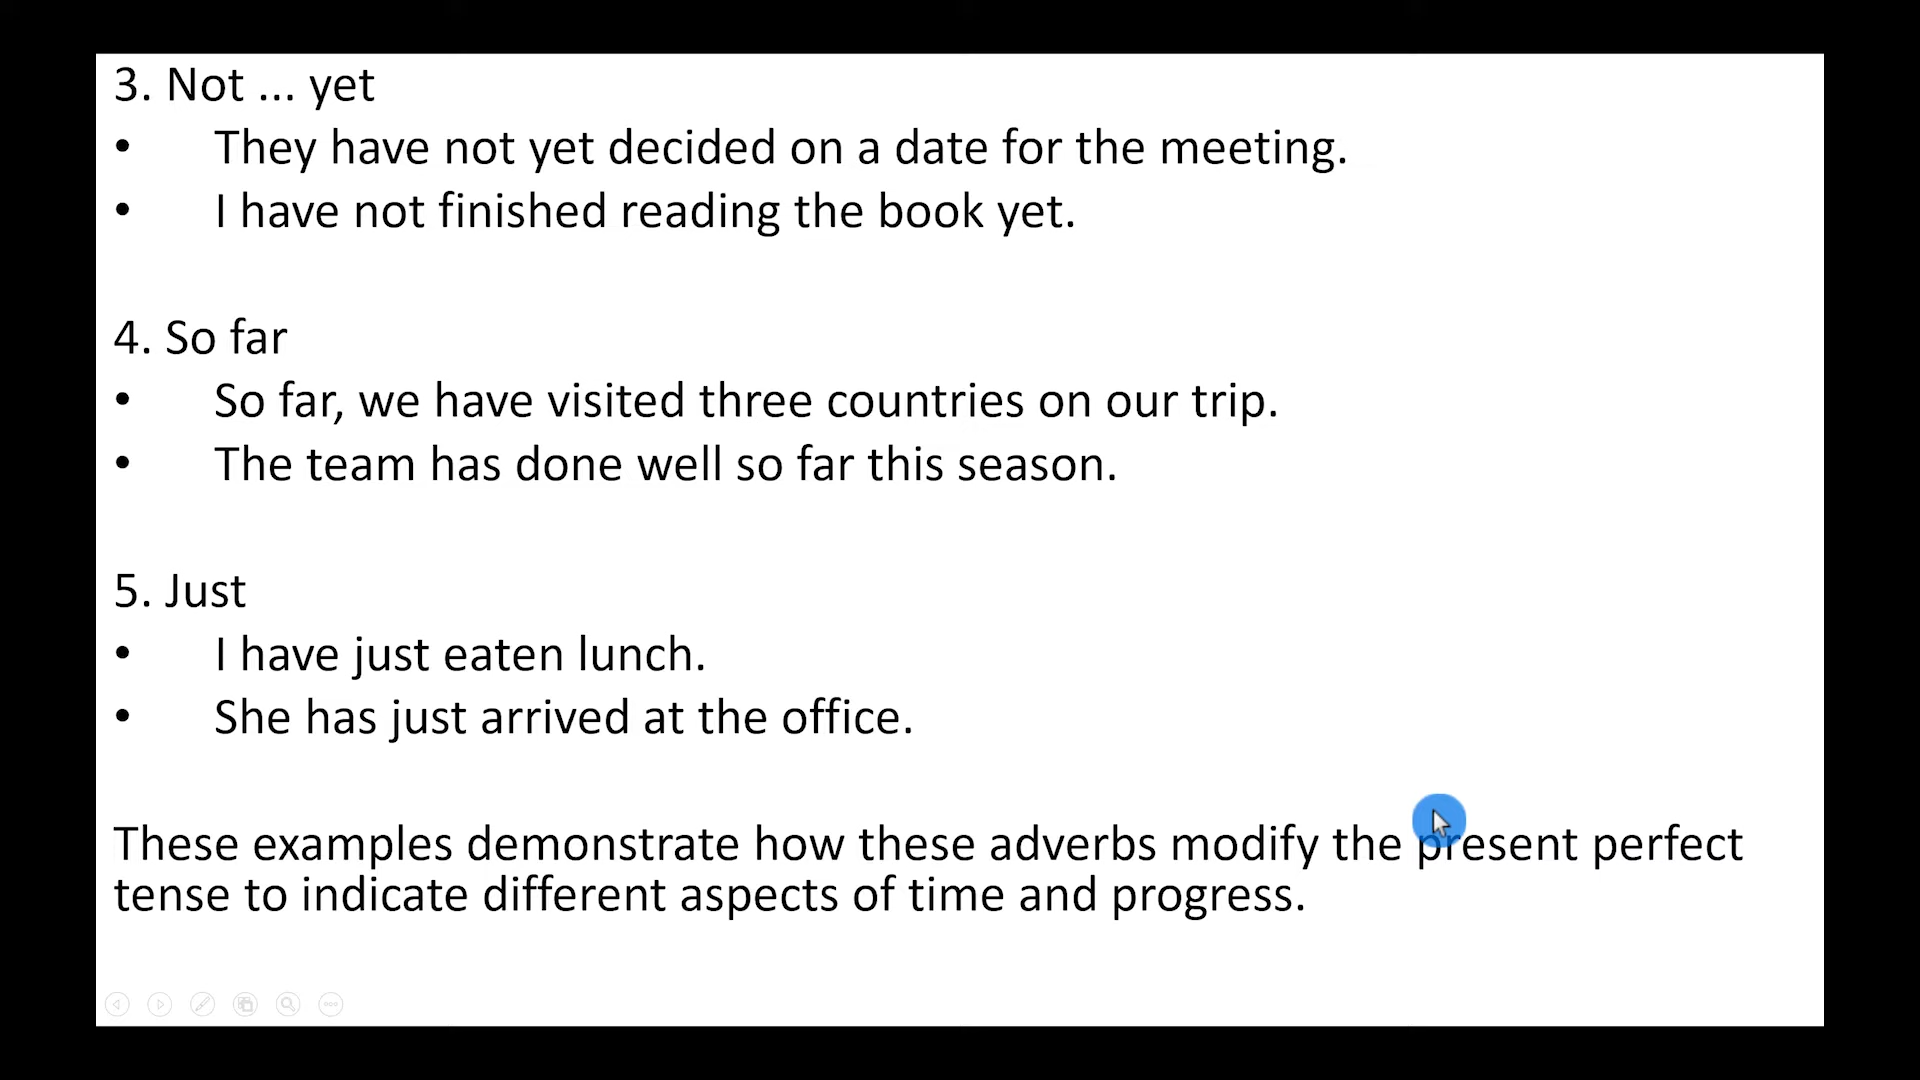 3. Not ... yet
• They have not yet decided on a date for the meeting.
• I have not finished reading the book yet.
4. So far
• So far, we have visited three countries on our trip.
• The team has done well so far this season.
5. Just
• I have just eaten lunch.
• She has just arrived at the office.
These examples demonstrate how these adverbs modify the present perfect
tense to indicate different aspects of time and progress.